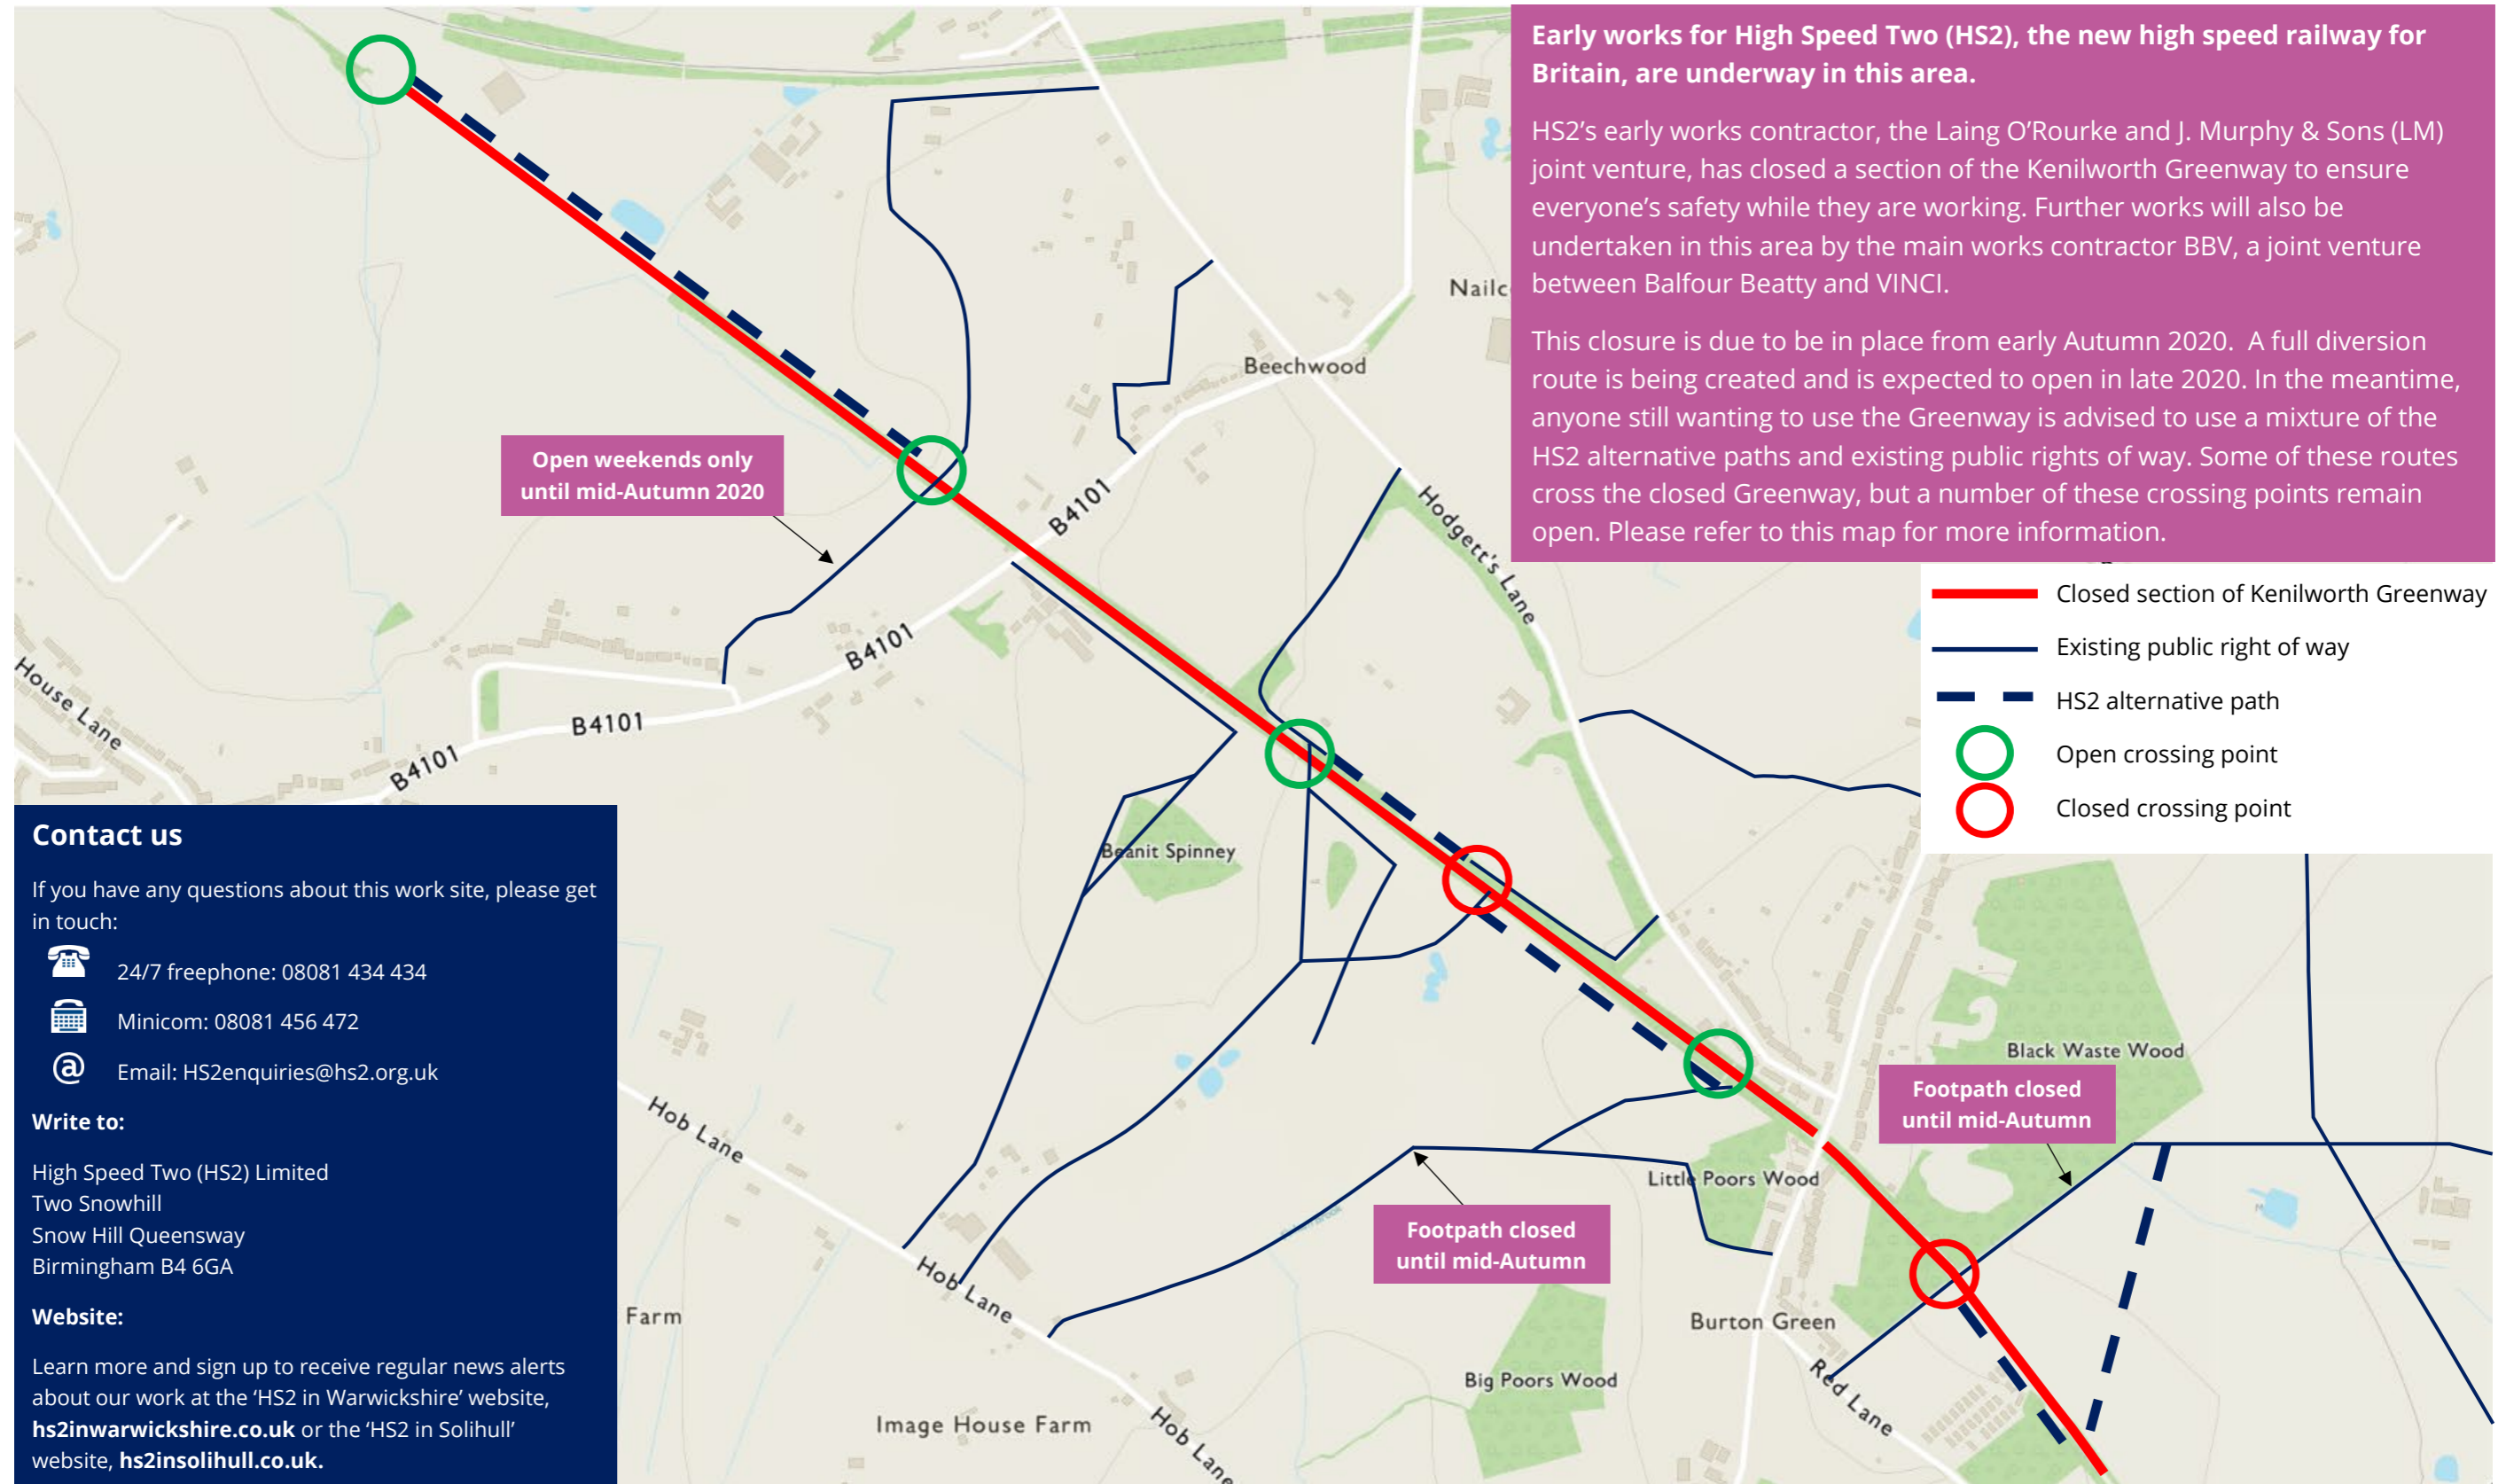 Early works for High Speed Two (HS2), the new high speed railway for
Britain, are underway in this area.
HS2’s early works contractor, the Laing O’Rourke and J. Murphy & Sons (LM)
joint venture, has closed a section of the Kenilworth Greenway to ensure
everyone’s safety while they are working. Further works will also be
undertaken in this area by the main works contractor BBV, a joint venture
between Balfour Beatty and VINCI.
This closure is due to be in place from early Autumn 2020.  A full diversion
route is being created and is expected to open in late 2020. In the meantime,
anyone still wanting to use the Greenway is advised to use a mixture of the
HS2 alternative paths and existing public rights of way. Some of these routes
cross the closed Greenway, but a number of these crossing points remain
open. Please refer to this map for more information.
Closed section of Kenilworth Greenway
Existing public right of way
HS2 alternative path
Open crossing point
Closed crossing point
Nailc
Beechwood
Open weekends only
until mid-Autumn 2020
B4101
Hodgett's Lane
B4101
House Lane
B4101
B4101
Beanit Spinney
Black Waste Wood
Footpath closed
until mid-Autumn
Hob Lane
Little Poors Wood
Footpath closed
until mid-Autumn
Hob Lane
Farm
Burton Green
Red Lane
Big Poors Wood
Image House Farm
Hob Lane
Contact us
If you have any questions about this work site, please get
in touch:
24/7 freephone: 08081 434 434
Minicom: 08081 456 472
@ Email: HS2enquiries@hs2.org.uk
Write to:
High Speed Two (HS2) Limited
Two Snowhill
Snow Hill Queensway
Birmingham B4 6GA
Website:
Learn more and sign up to receive regular news alerts
about our work at the ‘HS2 in Warwickshire’ website,
hs2inwarwickshire.co.uk or the ‘HS2 in Solihull’
website, hs2insolihull.co.uk.